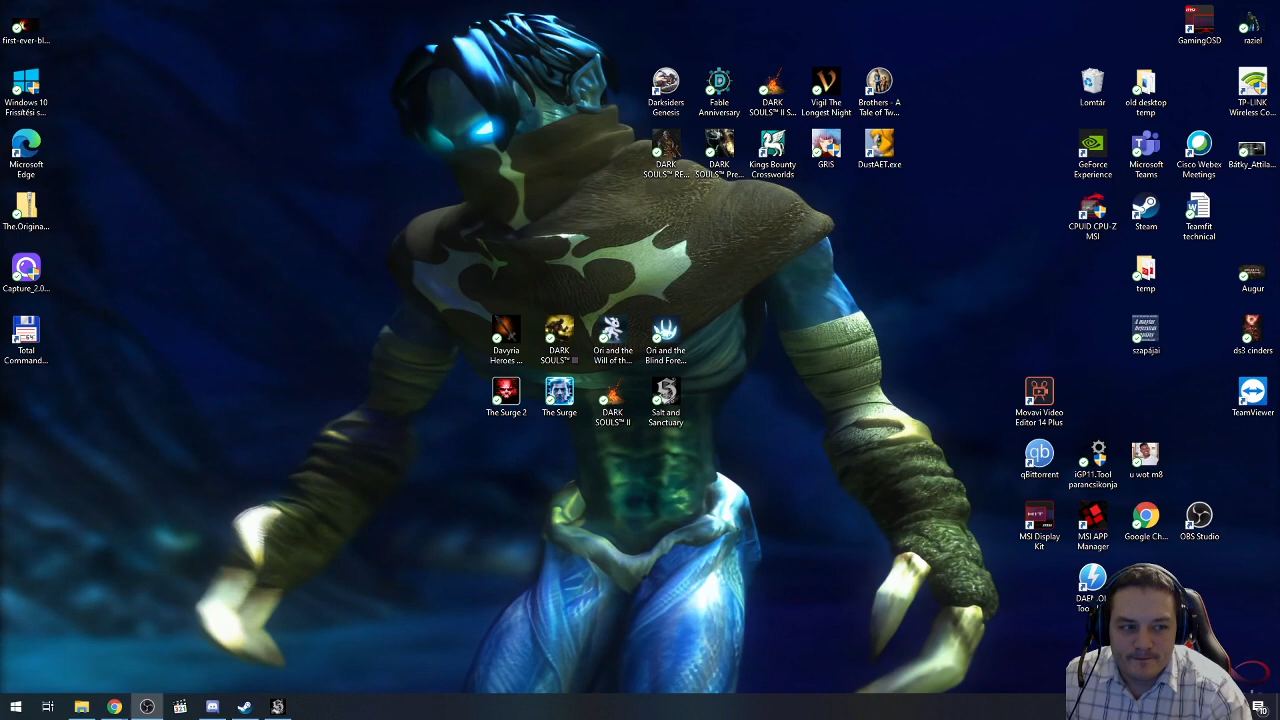 first-ever-bl...
GamingOSD
raziel
Windows 10
Frissítési s...
Darksiders
Genesis
Fable
Anniversary
DARK
SOULS™ II S...
Vigil The
Longest Night
Brothers - A
Tale of Tw...
Lomtár
old desktop
temp
TP-LINK
Wireless Co...
Microsoft
Edge
DARK
SOULS™ RE...
DARK
SOULS™ Pre...
Kings Bounty
Crossworlds
GRIS
DustAET.exe
GeForce
Experience
Microsoft
Teams
Cisco Webex
Meetings
Bátky_Attila...
The.Origina...
CPUID CPU-Z
MSI
Steam
Teamfit
technical
Capture_2.0...
temp
Augur
Total
Comman...
Davyria
Heroes ...
DARK
SOULS™ III
Ori and the
Will of th...
Ori and the
Blind Fore...
szapájai
ds3 cinders
The Surge 2
The Surge
DARK
SOULS™ II
Salt and
Sanctuary
Movavi Video
Editor 14 Plus
TeamViewer
qb
qBittorrent
iGP11.Tool
parancsikonja
u wot m8
MSI Display
Kit
MSI APP
Manager
Google Ch...
OBS Studio